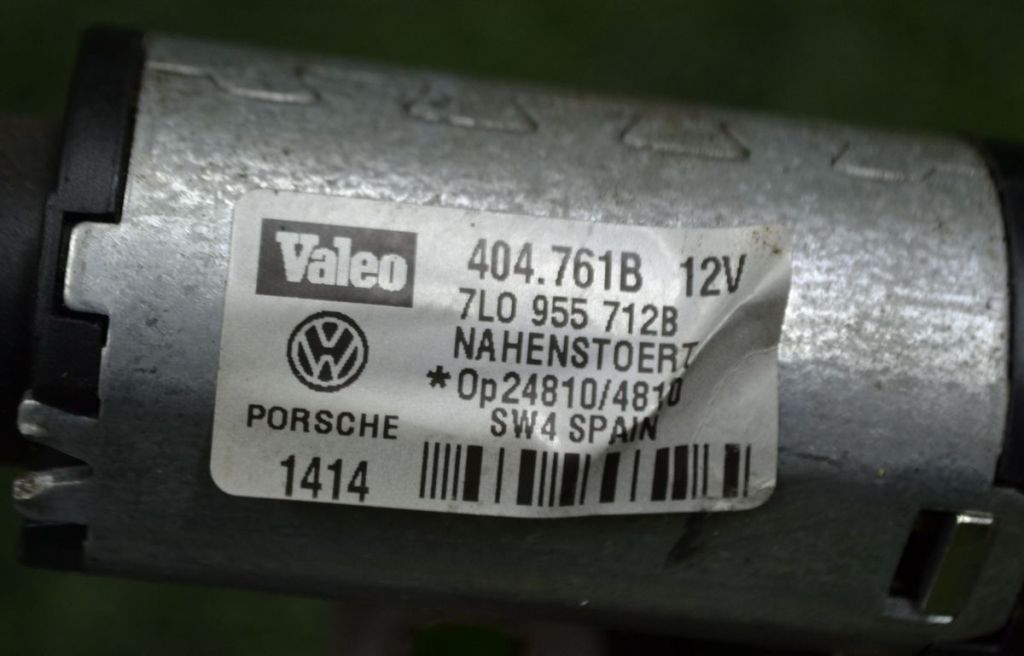 Valeo
404.761B 12V
7L0 955 712B
NAHENSTOERT
*Op24810/4810
SW4 SPAIN
PORSCHE
1414